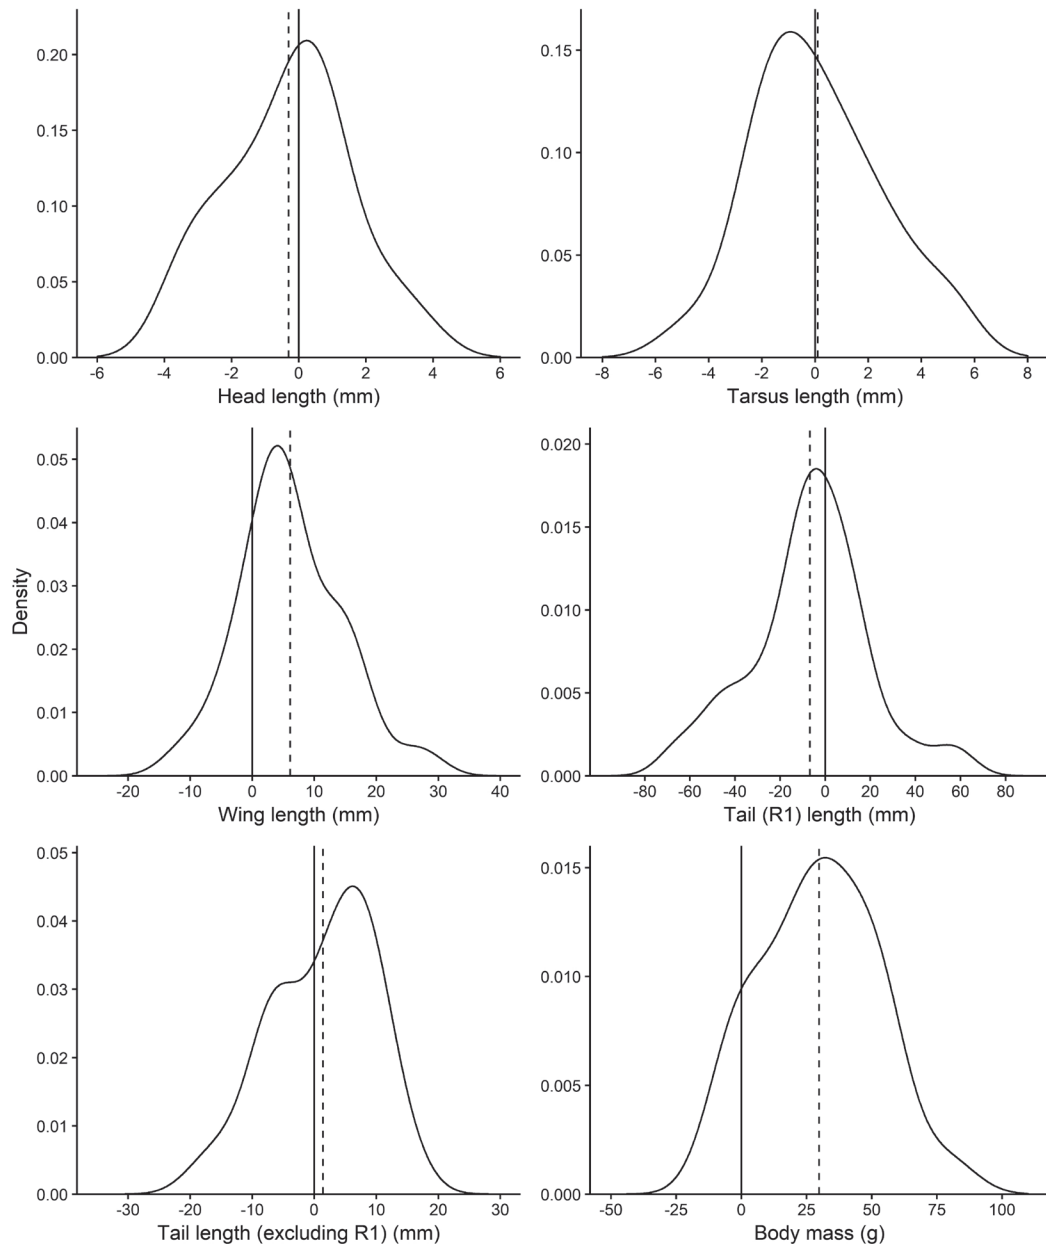 0.20
0.15
0.10
0.05
0.00
-6 -4 -2 0 2 4 6
Head length (mm)
0.15
0.10
0.05
0.00
-8 -6 -4 -2 0 2 4 6 8
Tarsus length (mm)
Density
0.05
0.04
0.03
0.02
0.01
0.00
-20 -10 0 10 20 30 40
Wing length (mm)
0.020
0.015
0.010
0.005
0.000
-80 -60 -40 -20 0 20 40 60 80
Tail (R1) length (mm)
0.05
0.04
0.03
0.02
0.01
0.00
-30 -20 -10 0 10 20 30
Tail length (excluding R1) (mm)
0.015
0.010
0.005
0.000
-50 -25 0 25 50 75 100
Body mass (g)